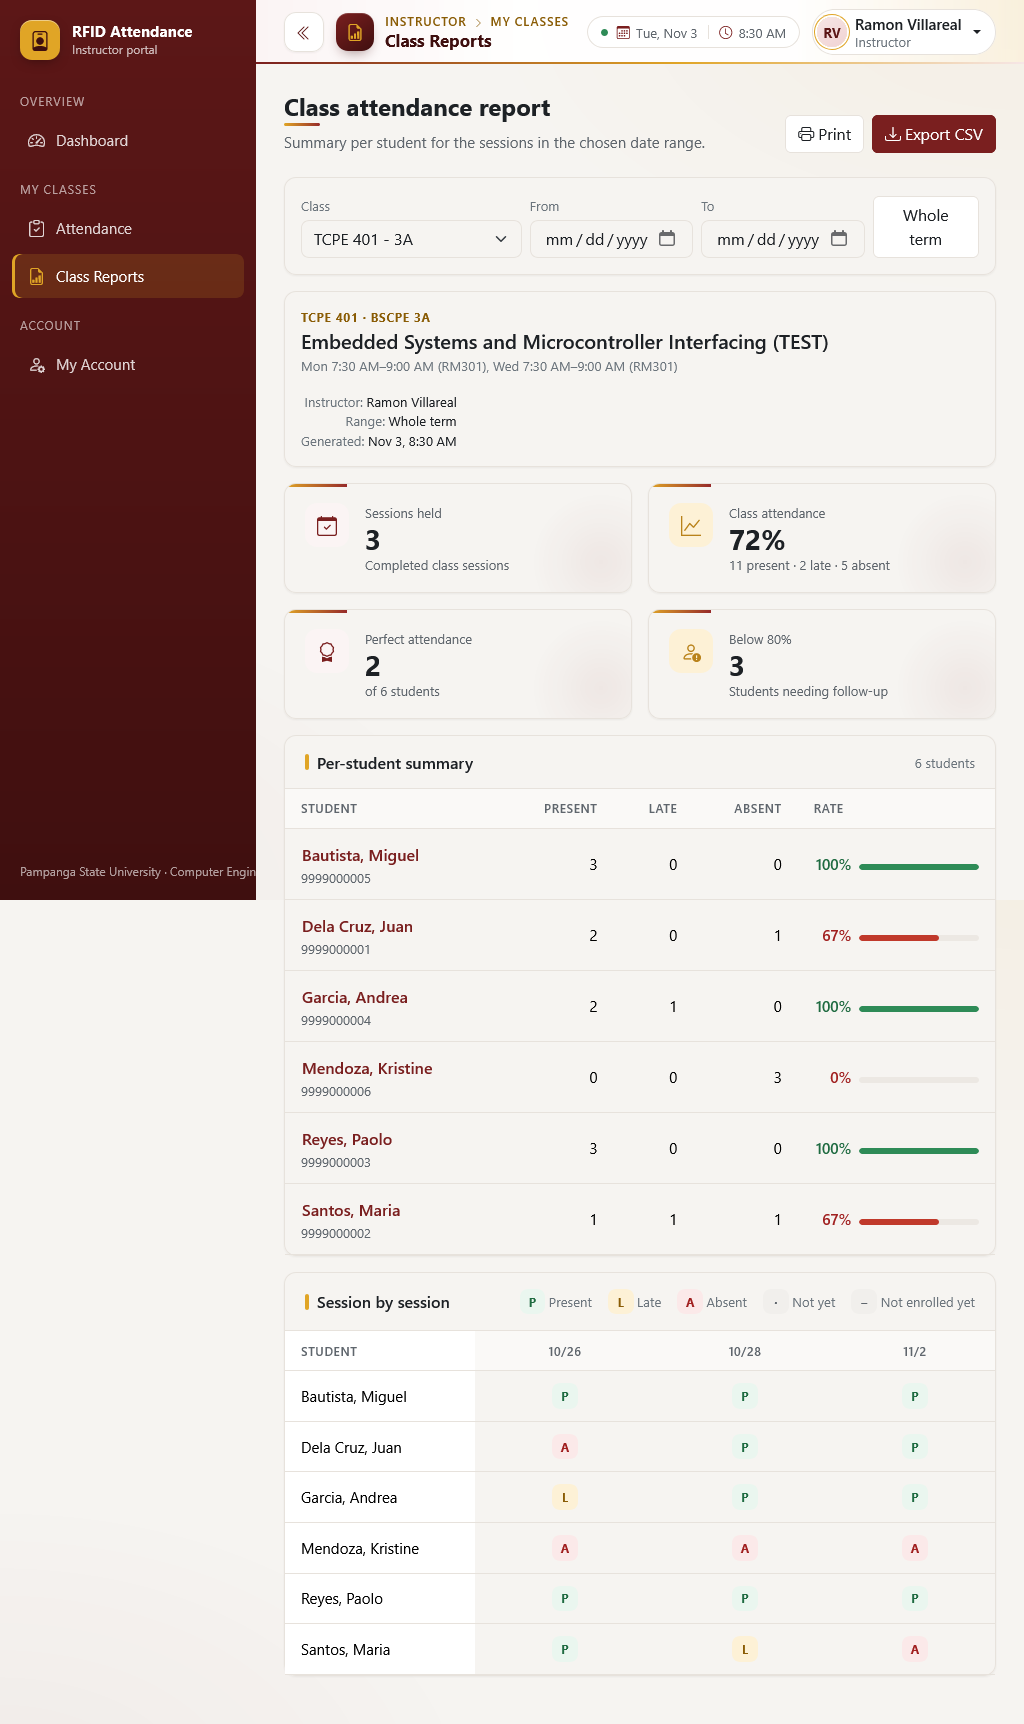 RFID Attendance
Instructor portal
OVERVIEW
Dashboard
MY CLASSES
Attendance
Class Reports
ACCOUNT
My Account
Pampanga State University · Computer Engin
INSTRUCTOR > MY CLASSES
Class Reports
Tue, Nov 3
8:30 AM
RV
Ramon Villareal
Instructor
Class attendance report
Summary per student for the sessions in the chosen date range.
Print
Export CSV
Class
TCPE 401 - 3A
From
mm/dd/yyyy
To
mm/dd/yyyy
Whole
term
TCPE 401 · BSCPE 3A
Embedded Systems and Microcontroller Interfacing (TEST)
Mon 7:30 AM–9:00 AM (RM301), Wed 7:30 AM–9:00 AM (RM301)
Instructor: Ramon Villareal
Range: Whole term
Generated: Nov 3, 8:30 AM
Sessions held
3
Completed class sessions
Class attendance
72%
11 present · 2 late · 5 absent
Perfect attendance
2
of 6 students
Below 80%
3
Students needing follow-up
Per-student summary
6 students
STUDENT PRESENT LATE ABSENT RATE
Bautista, Miguel
9999000005
3 0 0 100%
Dela Cruz, Juan
9999000001
2 0 1 67%
Garcia, Andrea
9999000004
2 1 0 100%
Mendoza, Kristine
9999000006
0 0 3 0%
Reyes, Paolo
9999000003
3 0 0 100%
Santos, Maria
9999000002
1 1 1 67%
Session by session
P Present L Late A Absent · Not yet – Not enrolled yet
STUDENT 10/26 10/28 11/2
Bautista, Miguel P P P
Dela Cruz, Juan A P P
Garcia, Andrea L P P
Mendoza, Kristine A A A
Reyes, Paolo P P P
Santos, Maria P L A